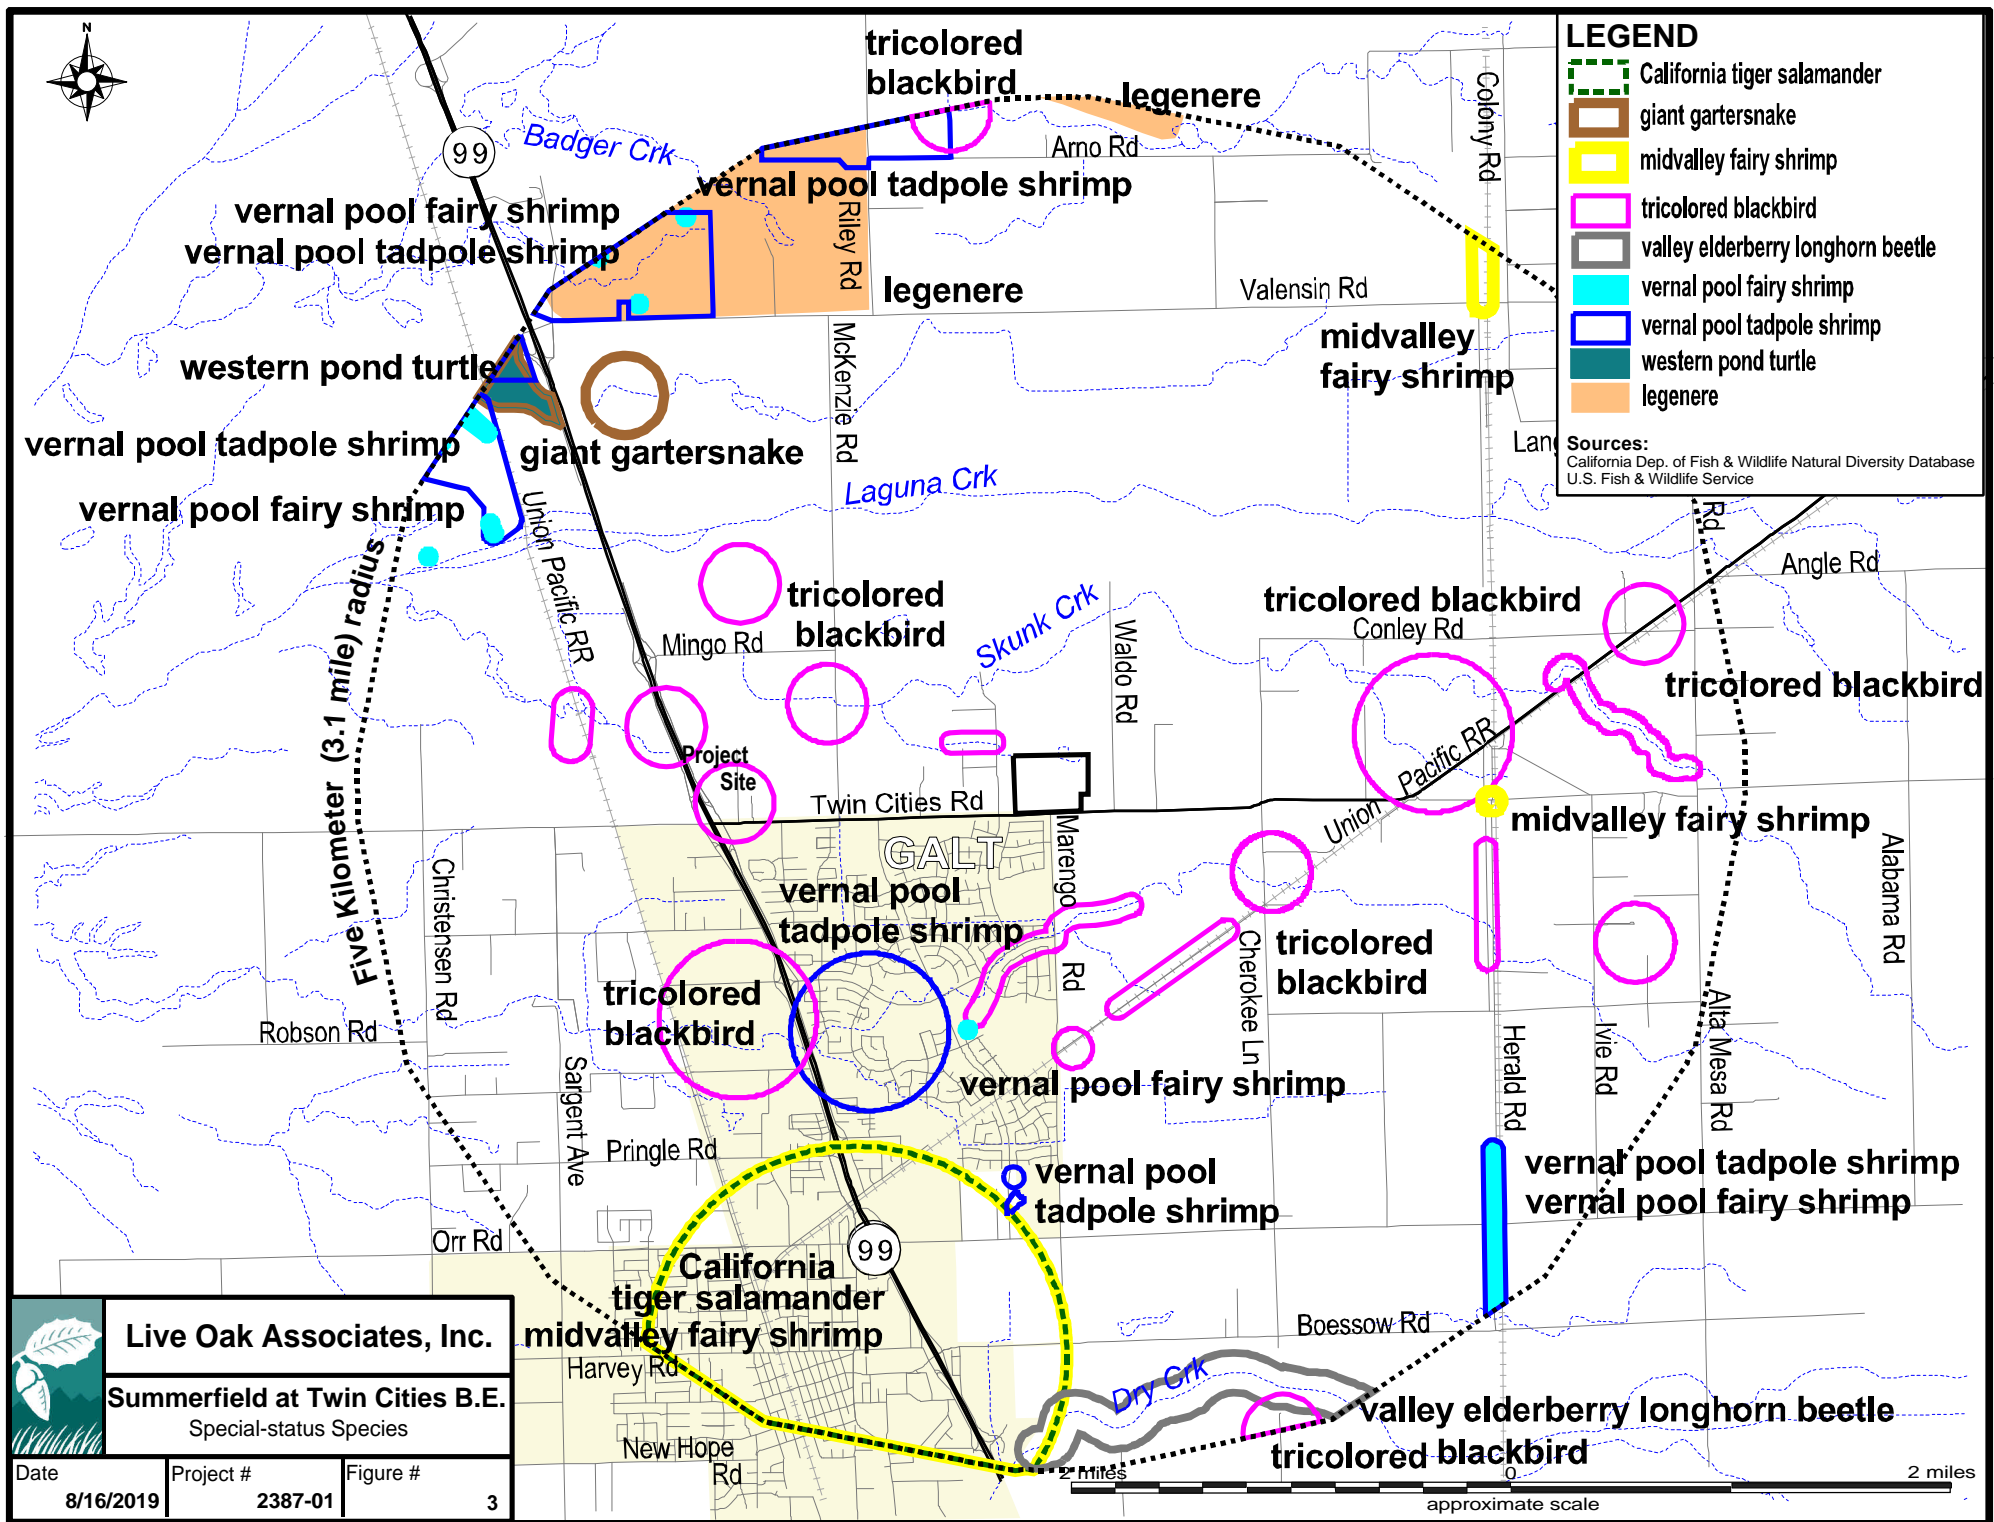 N
tricolored
blackbird
legenere
Arno Rd
Colony Rd
LEGEND
California tiger salamander
giant gartersnake
midvalley fairy shrimp
tricolored blackbird
valley elderberry longhorn beetle
vernal pool fairy shrimp
vernal pool tadpole shrimp
western pond turtle
legenere
Sources:
California Dep. of Fish & Wildlife Natural Diversity Database
U.S. Fish & Wildlife Service
99
Badger Crk
vernal pool tadpole shrimp
vernal pool fairy shrimp
vernal pool tadpole shrimp
Riley Rd
legenere
Valensin Rd
midvalley
fairy shrimp
western pond turtle
McKenzie Rd
vernal pool tadpole shrimp
giant gartersnake
Lang
Rd
Laguna Crk
vernal pool fairy shrimp
Union Pacific RR
Five Kilometer (3.1 mile) radius
tricolored
blackbird
Mingo Rd
Skunk Crk
Waldo Rd
tricolored blackbird
Conley Rd
Angle Rd
tricolored blackbird
Project
Site
Twin Cities Rd
Union Pacific RR
midvalley fairy shrimp
GALT
Marengo
Rd
Christensen Rd
vernal pool
tadpole shrimp
Alabama Rd
Cherokee Ln
tricolored
blackbird
tricolored
blackbird
Robson Rd
Sargent Ave
vernal pool fairy shrimp
Herald Rd
Ivie Rd
Alta Mesa Rd
Pringle Rd
vernal pool
tadpole shrimp
vernal pool tadpole shrimp
vernal pool fairy shrimp
Orr Rd
99
California
tiger salamander
midvalley fairy shrimp
Harvey Rd
Boessow Rd
Dry Crk
valley elderberry longhorn beetle
tricolored blackbird
New Hope
Rd
2 miles
0
2 miles
approximate scale
Live Oak Associates, Inc.
Summerfield at Twin Cities B.E.
Special-status Species
Date
8/16/2019
Project #
2387-01
Figure #
3